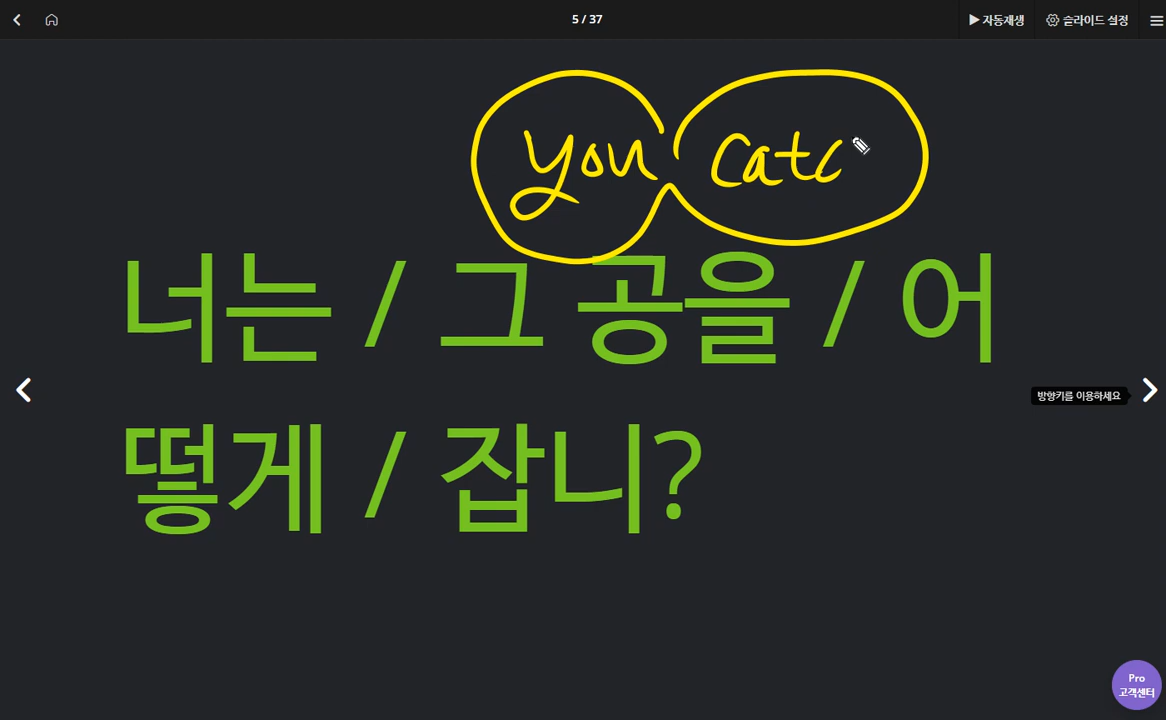 5 / 37
▶ 자동재생
슬라이드 설정
you catc
너는 / 그 공을 / 어
떻게 / 잡니?
방향키를 이용하세요
Pro
고객센터